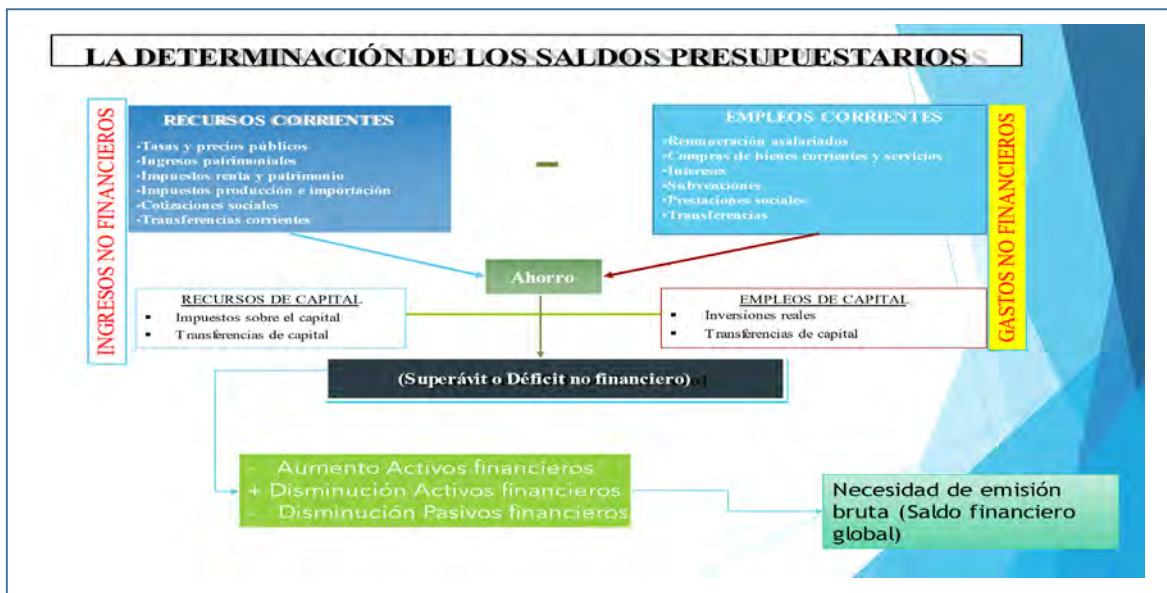 LA DETERMINACIÓN DE LOS SALDOS PRESUPUESTARIOS
INGRESOS NO FINANCIEROS
RECURSOS CORRIENTES
•Tasas y precios públicos
•Ingresos patrimoniales
•Impuestos renta y patrimonio
•Impuestos producción e importación
•Cotizaciones sociales
•Transferencias corrientes
-
EMPLEOS CORRIENTES
•Remuneración asalariados
•Compras de bienes corrientes y servicios
•Intereses
•Subvenciones
•Prestaciones sociales
•Transferencias
GASTOS NO FINANCIEROS
Ahorro
RECURSOS DE CAPITAL
▪ Impuestos sobre el capital
▪ Transferencias de capital
EMPLEOS DE CAPITAL
▪ Inversiones reales
▪ Transferencias de capital
(Superávit o Déficit no financiero)
- Aumento Activos financieros
+ Disminución Activos financieros
- Disminución Pasivos financieros
Necesidad de emisión
bruta (Saldo financiero
global)